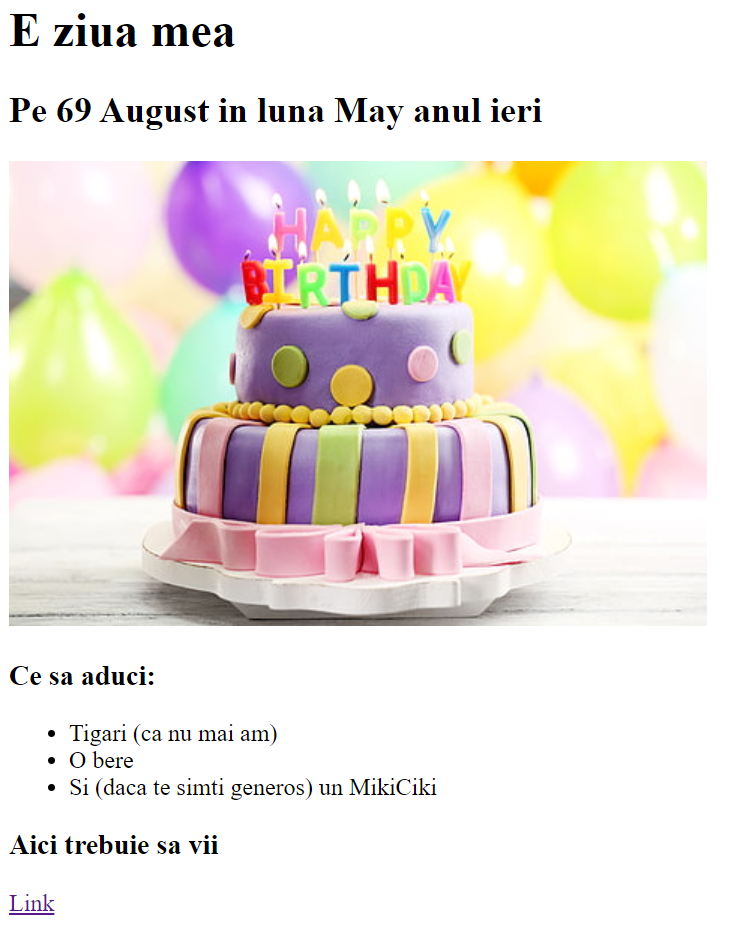 E ziua mea
Pe 69 August in luna May anul ieri
HAPPY
BIRTHDAY
Ce sa aduci:
Tigari (ca nu mai am)
O bere
Si (daca te simti generos) un MikiCiki
Aici trebuie sa vii
Link